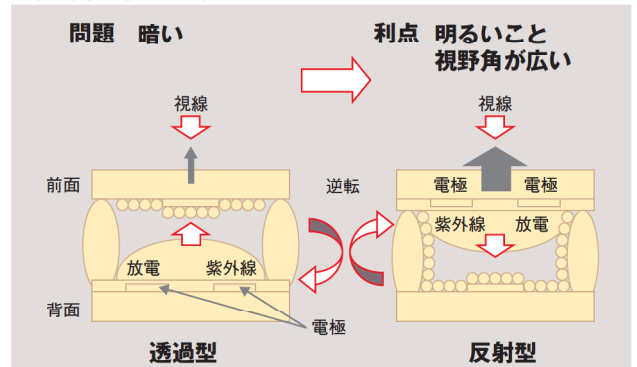 問題 暗い
利点 明るいこと
視野角が広い
視線
視線
前面
逆転
電極 電極
紫外線 放電
放電 紫外線
背面
電極
透過型
反射型